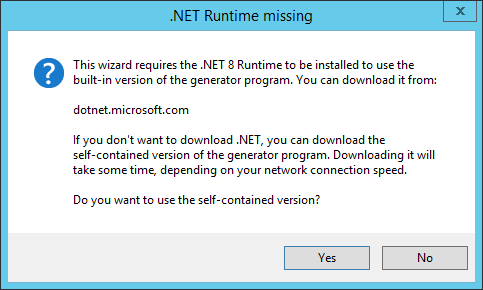 .NET Runtime missing
This wizard requires the .NET 8 Runtime to be installed to use the
built-in version of the generator program. You can download it from:
dotnet.microsoft.com
If you don't want to download .NET, you can download the
self-contained version of the generator program. Downloading it will
take some time, depending on your network connection speed.
Do you want to use the self-contained version?
Yes
No